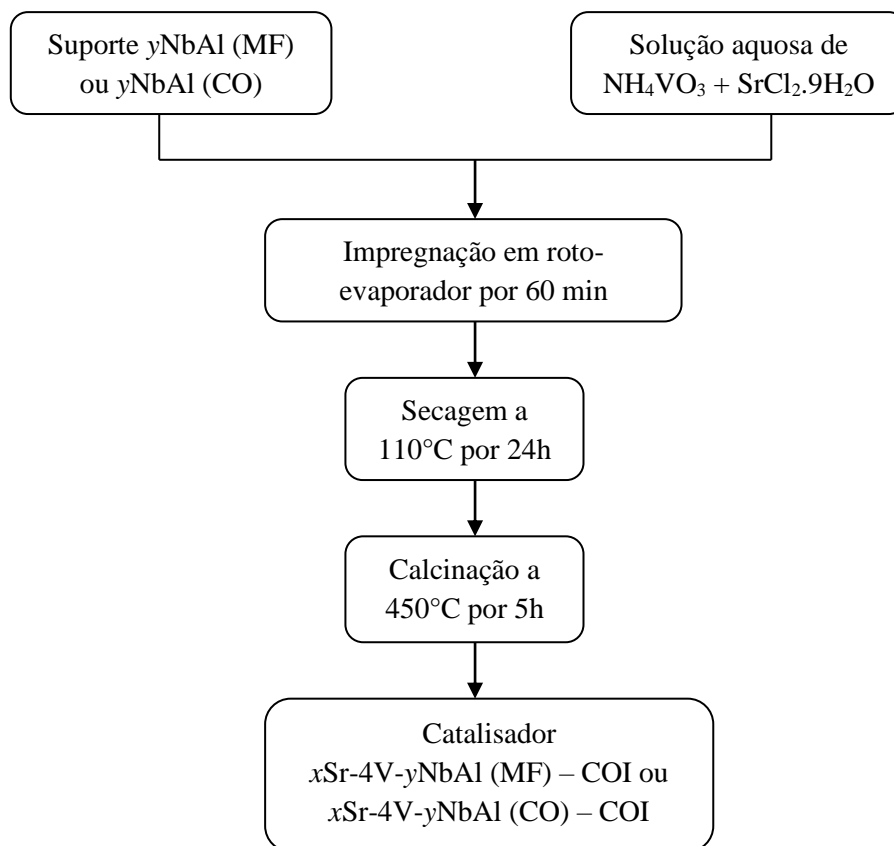 Suporte yNbAl (MF)
ou yNbAl (CO)
Solução aquosa de
NH₄VO₃ + SrCl₂.9H₂O
Impregnação em roto-
evaporador por 60 min
Secagem a
110°C por 24h
Calcinação a
450°C por 5h
Catalisador
xSr-4V-yNbAl (MF) – COI ou
xSr-4V-yNbAl (CO) – COI